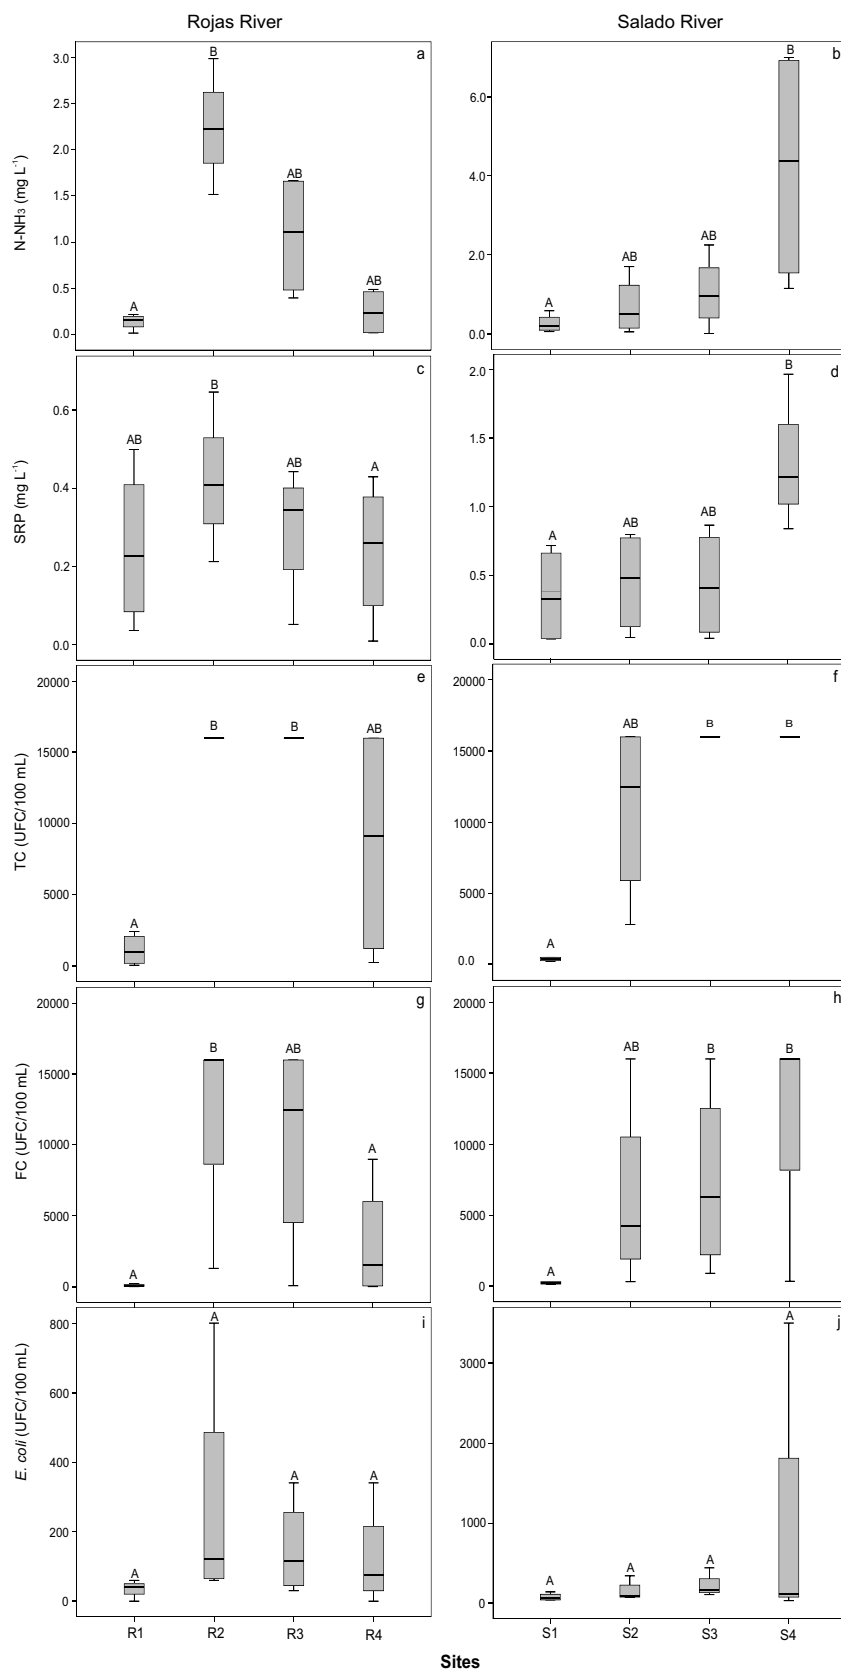 Rojas River
Salado River
a
N-NH₃ (mg L⁻¹)
3.0
2.5
2.0
1.5
1.0
0.5
0.0
A
B
AB
AB
b
6.0
4.0
2.0
0.0
A
AB
AB
B
c
SRP (mg L⁻¹)
0.6
0.4
0.2
0.0
AB
B
AB
A
d
2.0
1.5
1.0
0.5
0.0
A
AB
AB
B
e
TC (UFC/100 mL)
20000
15000
10000
5000
0
A
B
B
AB
f
20000
15000
10000
5000
0.0
A
AB
B
B
g
FC (UFC/100 mL)
20000
15000
10000
5000
0
A
B
AB
A
h
20000
15000
10000
5000
0
A
AB
B
B
i
E. coli (UFC/100 mL)
800
600
400
200
0
A
A
A
A
R1 R2 R3 R4
j
3000
2000
1000
0
A
A
A
A
S1 S2 S3 S4
Sites